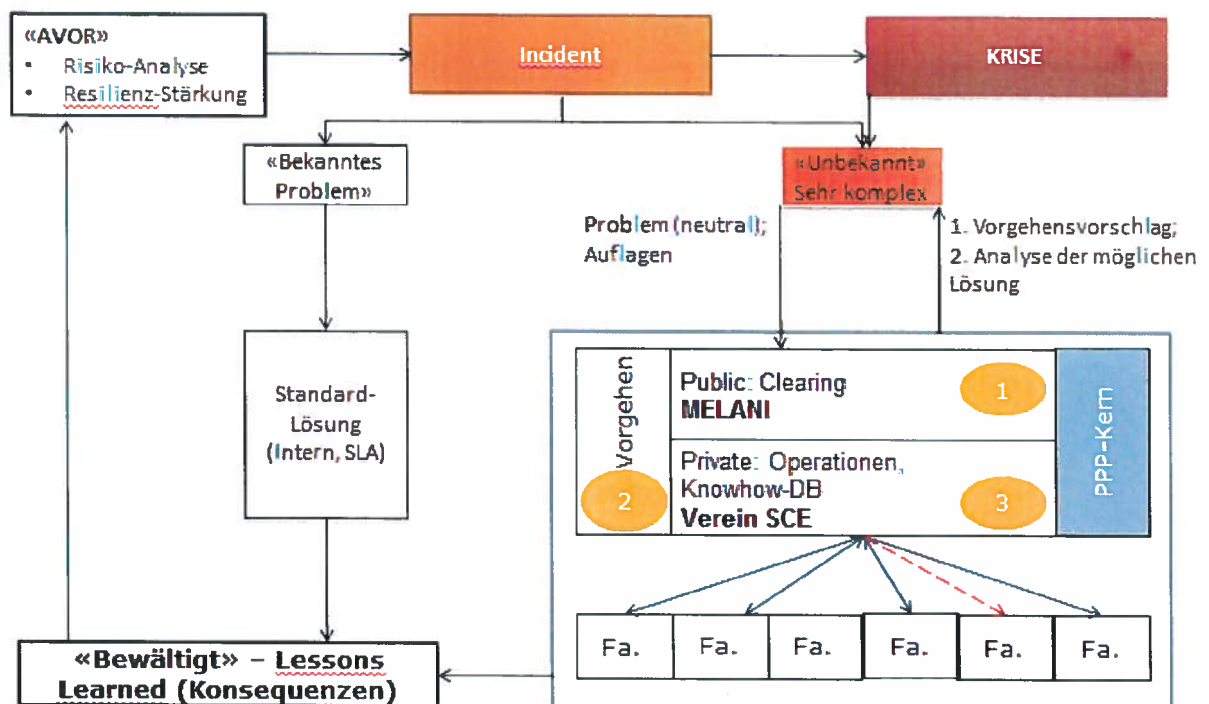 «AVOR»
• Risiko-Analyse
• Resilienz-Stärkung
Incident
KRISE
«Bekanntes
Problem»
«Unbekannt»
Sehr komplex
Problem (neutral);
Auflagen
1. Vorgehensvorschlag;
2. Analyse der möglichen
Lösung
Standard-
Lösung
(Intern, SLA)
Vorgehen
2
Public: Clearing
MELANI
1
Private: Operationen,
Knowhow-DB
Verein SCE
3
PPP-Kern
Fa.
Fa.
Fa.
Fa.
Fa.
Fa.
«Bewältigt» – Lessons
Learned (Konsequenzen)